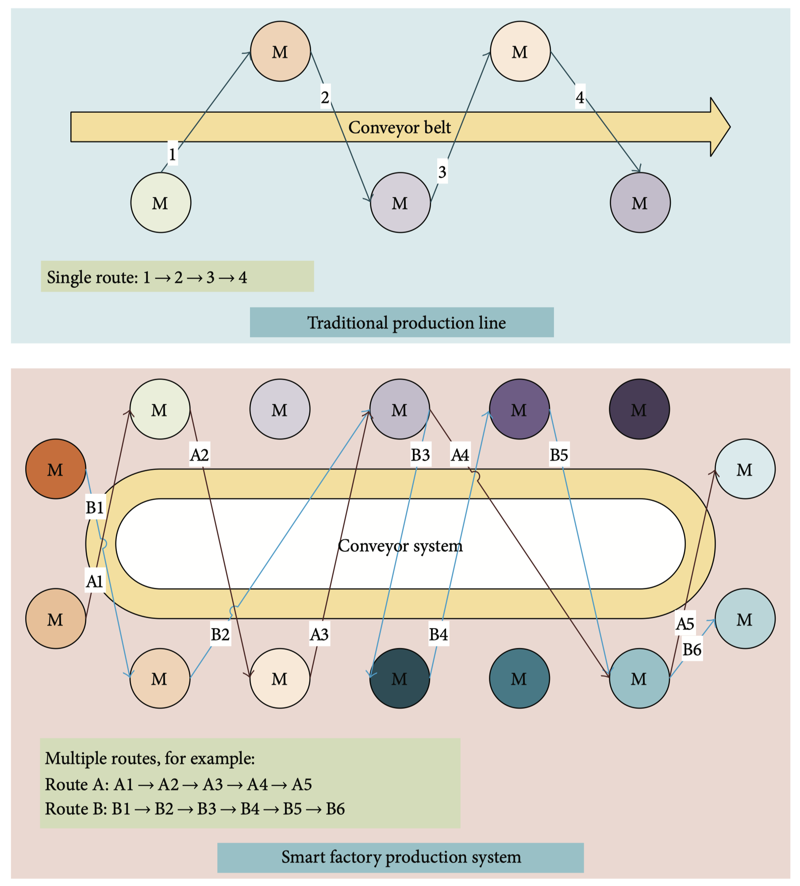 M
M
1
2
3
4
Conveyor belt
M
M
M
Single route: 1 → 2 → 3 → 4
Traditional production line
M
M
M
M
M
A2
B3
A4
B5
M
M
B1
Conveyor system
A1
M
M
B2
A3
B4
A5
B6
M
M
M
M
M
Multiple routes, for example:
Route A: A1 → A2 → A3 → A4 → A5
Route B: B1 → B2 → B3 → B4 → B5 → B6
Smart factory production system